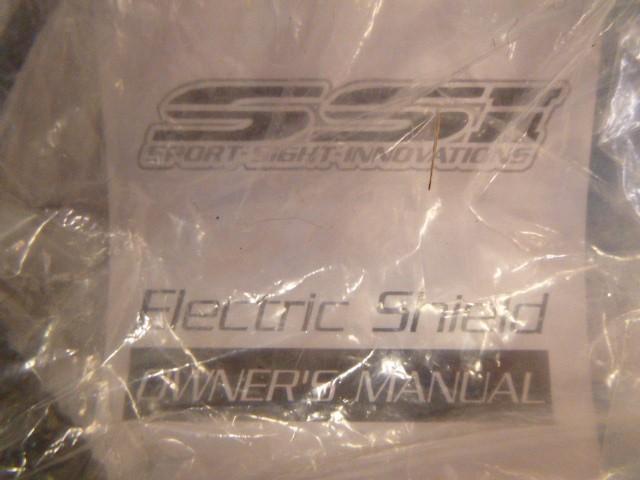 SSI
SPORT-SIGHT-INNOVATIONS
Electric Shield
OWNER'S MANUAL